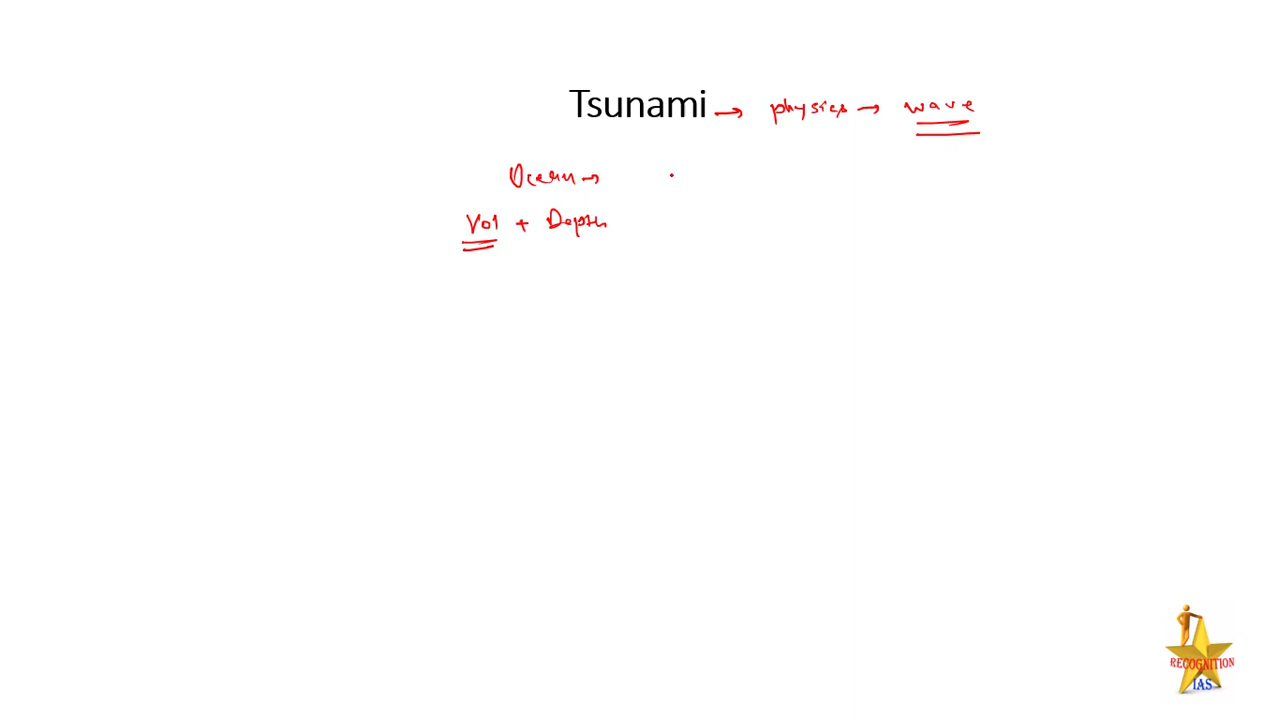 Tsunami → physics → wave
Ocean →
Vol + Depth
RECOGNITION
IAS